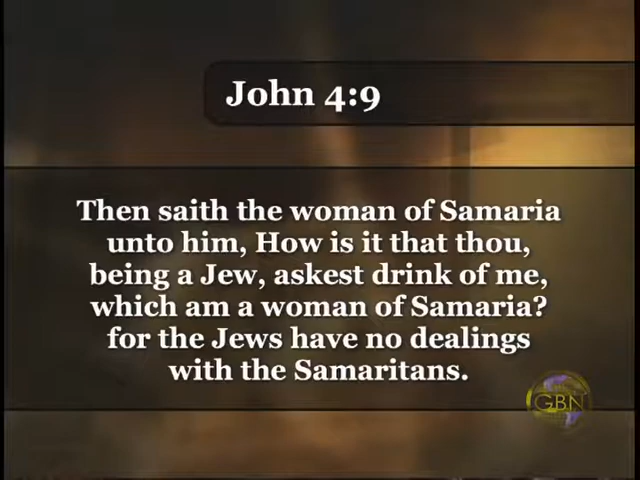 John 4:9
Then saith the woman of Samaria
unto him, How is it that thou,
being a Jew, askest drink of me,
which am a woman of Samaria?
for the Jews have no dealings
with the Samaritans.
GBN